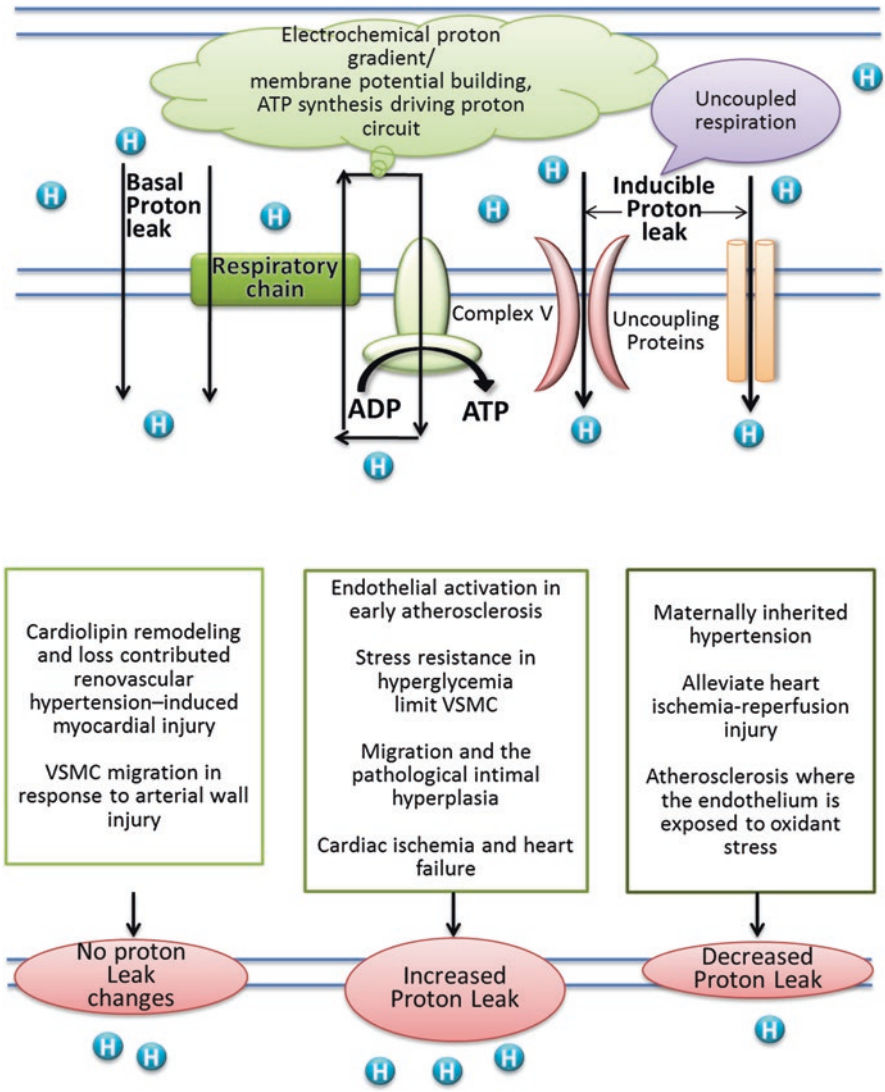 Electrochemical proton
gradient/
membrane potential building,
ATP synthesis driving proton
circuit
H
Uncoupled
respiration
H
H
Basal
Proton
leak
H
H
H
Inducible
Proton
leak
H
Respiratory
chain
Complex V
Uncoupling
Proteins
ADP
ATP
H
H
H
H
Cardiolipin remodeling
and loss contributed
renovascular
hypertension–induced
myocardial injury
VSMC migration in
response to arterial wall
injury
Endothelial activation in
early atherosclerosis
Stress resistance in
hyperglycemia
limit VSMC
Migration and the
pathological intimal
hyperplasia
Cardiac ischemia and heart
failure
Maternally inherited
hypertension
Alleviate heart
ischemia-reperfusion
injury
Atherosclerosis where
the endothelium is
exposed to oxidant
stress
No proton
Leak
changes
Increased
Proton Leak
Decreased
Proton Leak
H
H
H
H
H
H